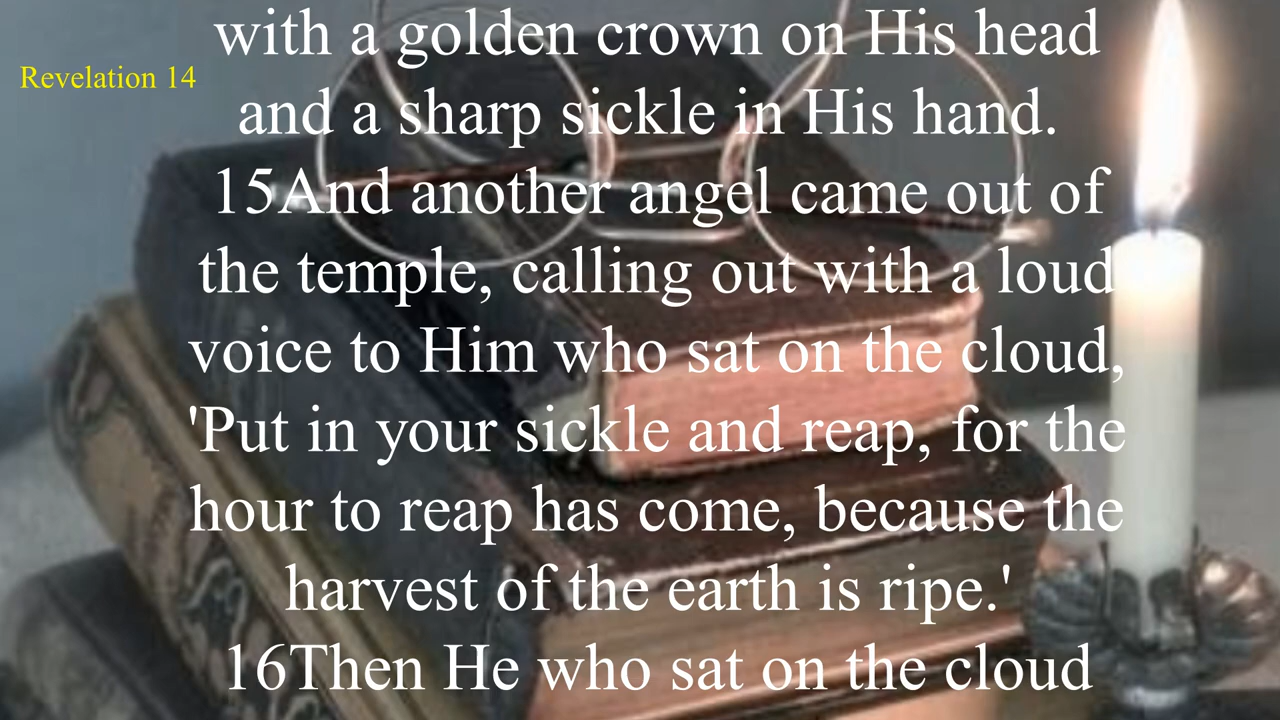 with a golden crown on His head
Revelation 14
and a sharp sickle in His hand.
15And another angel came out of
the temple, calling out with a loud
voice to Him who sat on the cloud,
'Put in your sickle and reap, for the
hour to reap has come, because the
harvest of the earth is ripe.'
16Then He who sat on the cloud